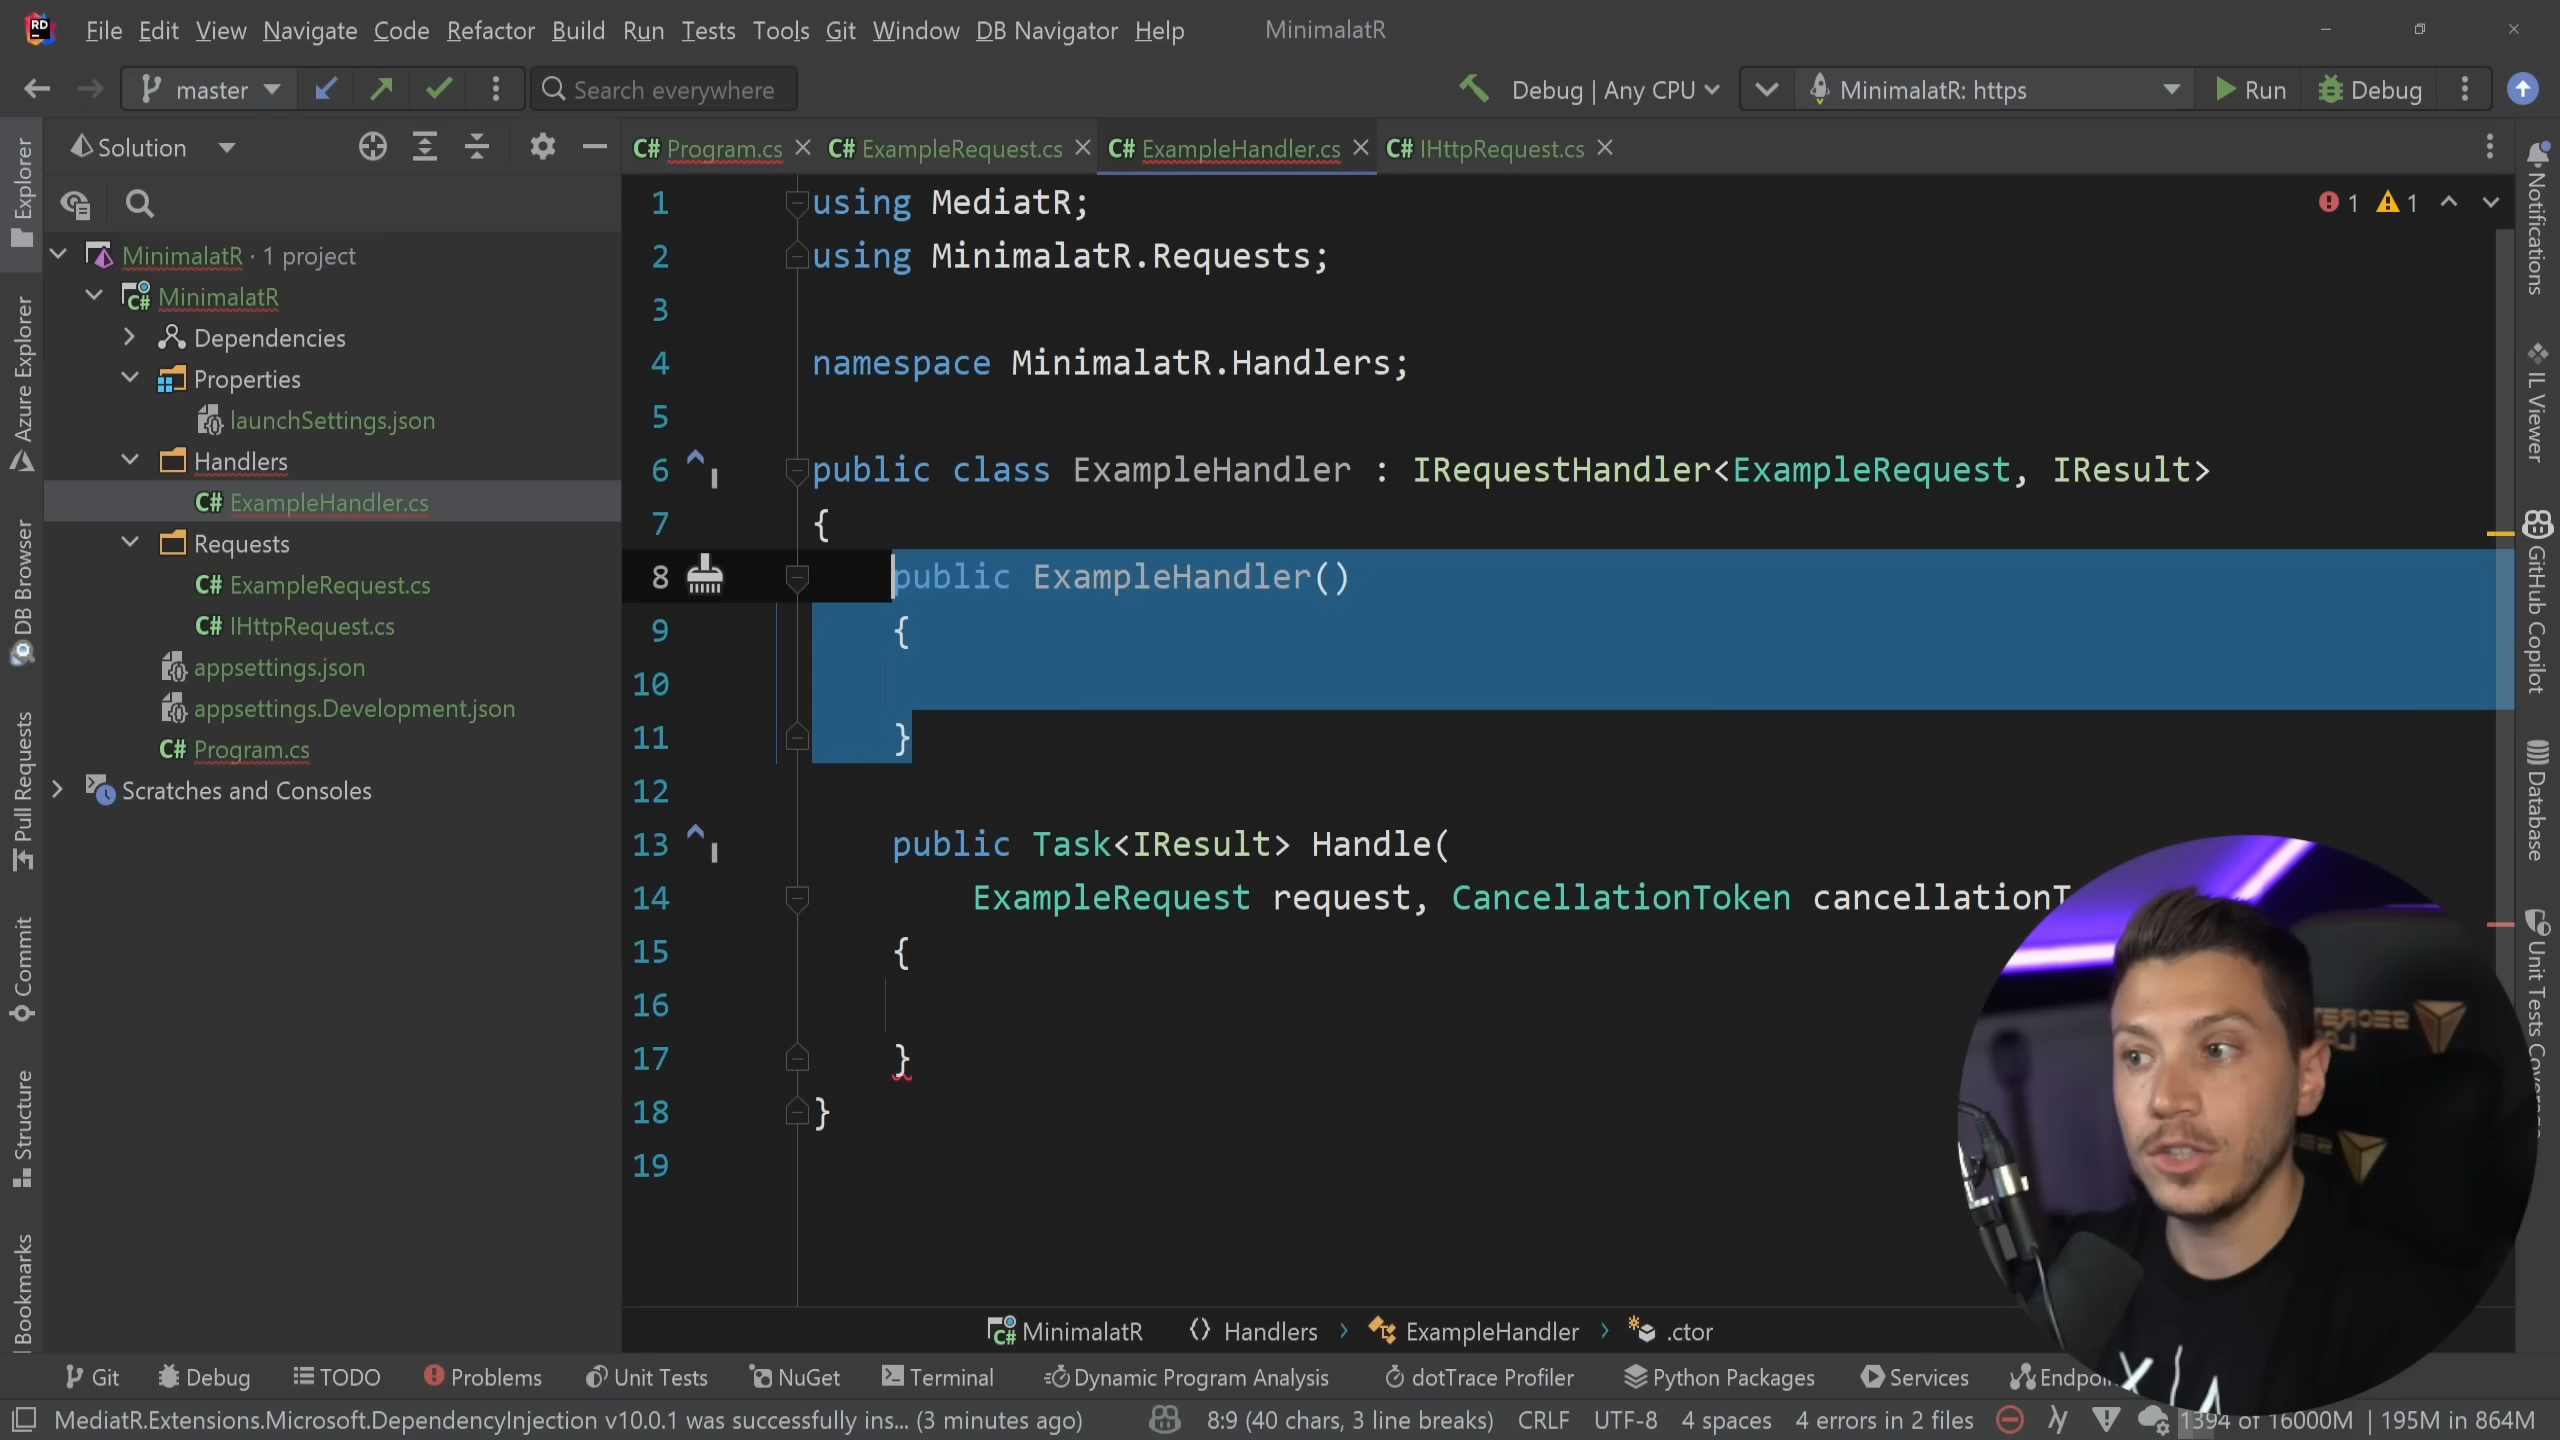 File Edit View Navigate Code Refactor Build Run Tests Tools Git Window DB Navigator Help MinimalatR
master Search everywhere Debug | Any CPU MinimalatR: https Run Debug
Solution
C# Program.cs C# ExampleRequest.cs C# ExampleHandler.cs C# IHttpRequest.cs
Explorer
Azure Explorer
DB Browser
Pull Requests
Commit
Structure
Bookmarks
MinimalatR · 1 project
C# MinimalatR
Dependencies
Properties
launchSettings.json
Handlers
C# ExampleHandler.cs
Requests
C# ExampleRequest.cs
C# IHttpRequest.cs
appsettings.json
appsettings.Development.json
C# Program.cs
Scratches and Consoles
1 using MediatR;
2 using MinimalatR.Requests;
3
4 namespace MinimalatR.Handlers;
5
6 public class ExampleHandler : IRequestHandler<ExampleRequest, IResult>
7 {
8 public ExampleHandler()
9 {
10
11 }
12
13 public Task<IResult> Handle(
14 ExampleRequest request, CancellationToken cancellationT
15 {
16
17 }
18 }
19
1 1
Notifications
IL Viewer
GitHub Copilot
Database
Unit Tests
SECRET
MinimalatR Handlers ExampleHandler .ctor
Git Debug TODO Problems Unit Tests NuGet Terminal Dynamic Program Analysis dotTrace Profiler Python Packages Services
MediatR.Extensions.Microsoft.DependencyInjection v10.0.1 was successfully ins... (3 minutes ago) 8:9 (40 chars, 3 line breaks) CRLF UTF-8 4 spaces 4 errors in 2 files 1394 of 16000M | 195M in 864M